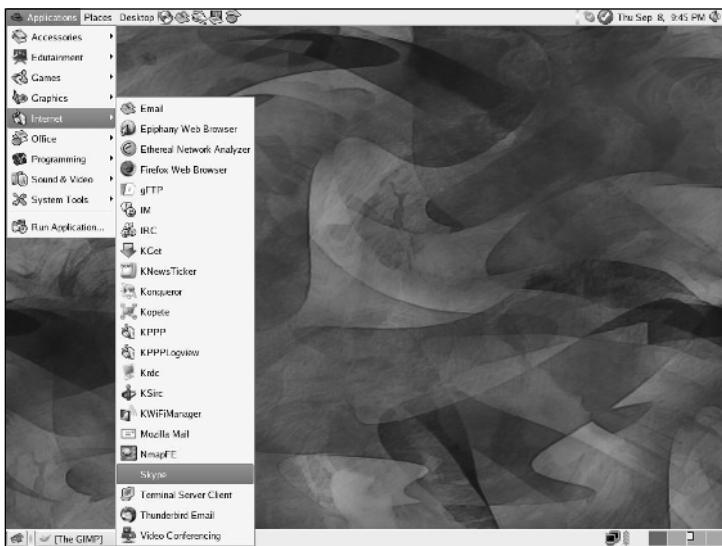 Applications Places Desktop Thu Sep 8, 9:45 PM
Accessories
Edutainment
Games
Graphics
Internet
Office
Programming
Sound & Video
System Tools
Run Application...
Email
Epiphany Web Browser
Ethereal Network Analyzer
Firefox Web Browser
gFTP
IM
IRC
KGet
KNewsTicker
Konqueror
Kopete
KPPP
KPPPLogview
Krdc
KSirc
KWiFiManager
Mozilla Mail
NmapFE
Skype
Terminal Server Client
Thunderbird Email
Video Conferencing
[The GIMP]